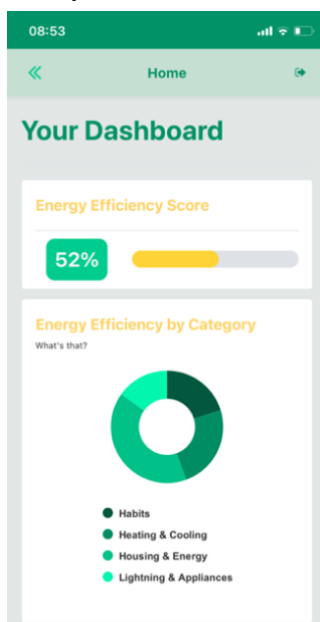 08:53
Home
Your Dashboard
Energy Efficiency Score
52%
Energy Efficiency by Category
What's that?
Habits
Heating & Cooling
Housing & Energy
Lightning & Appliances